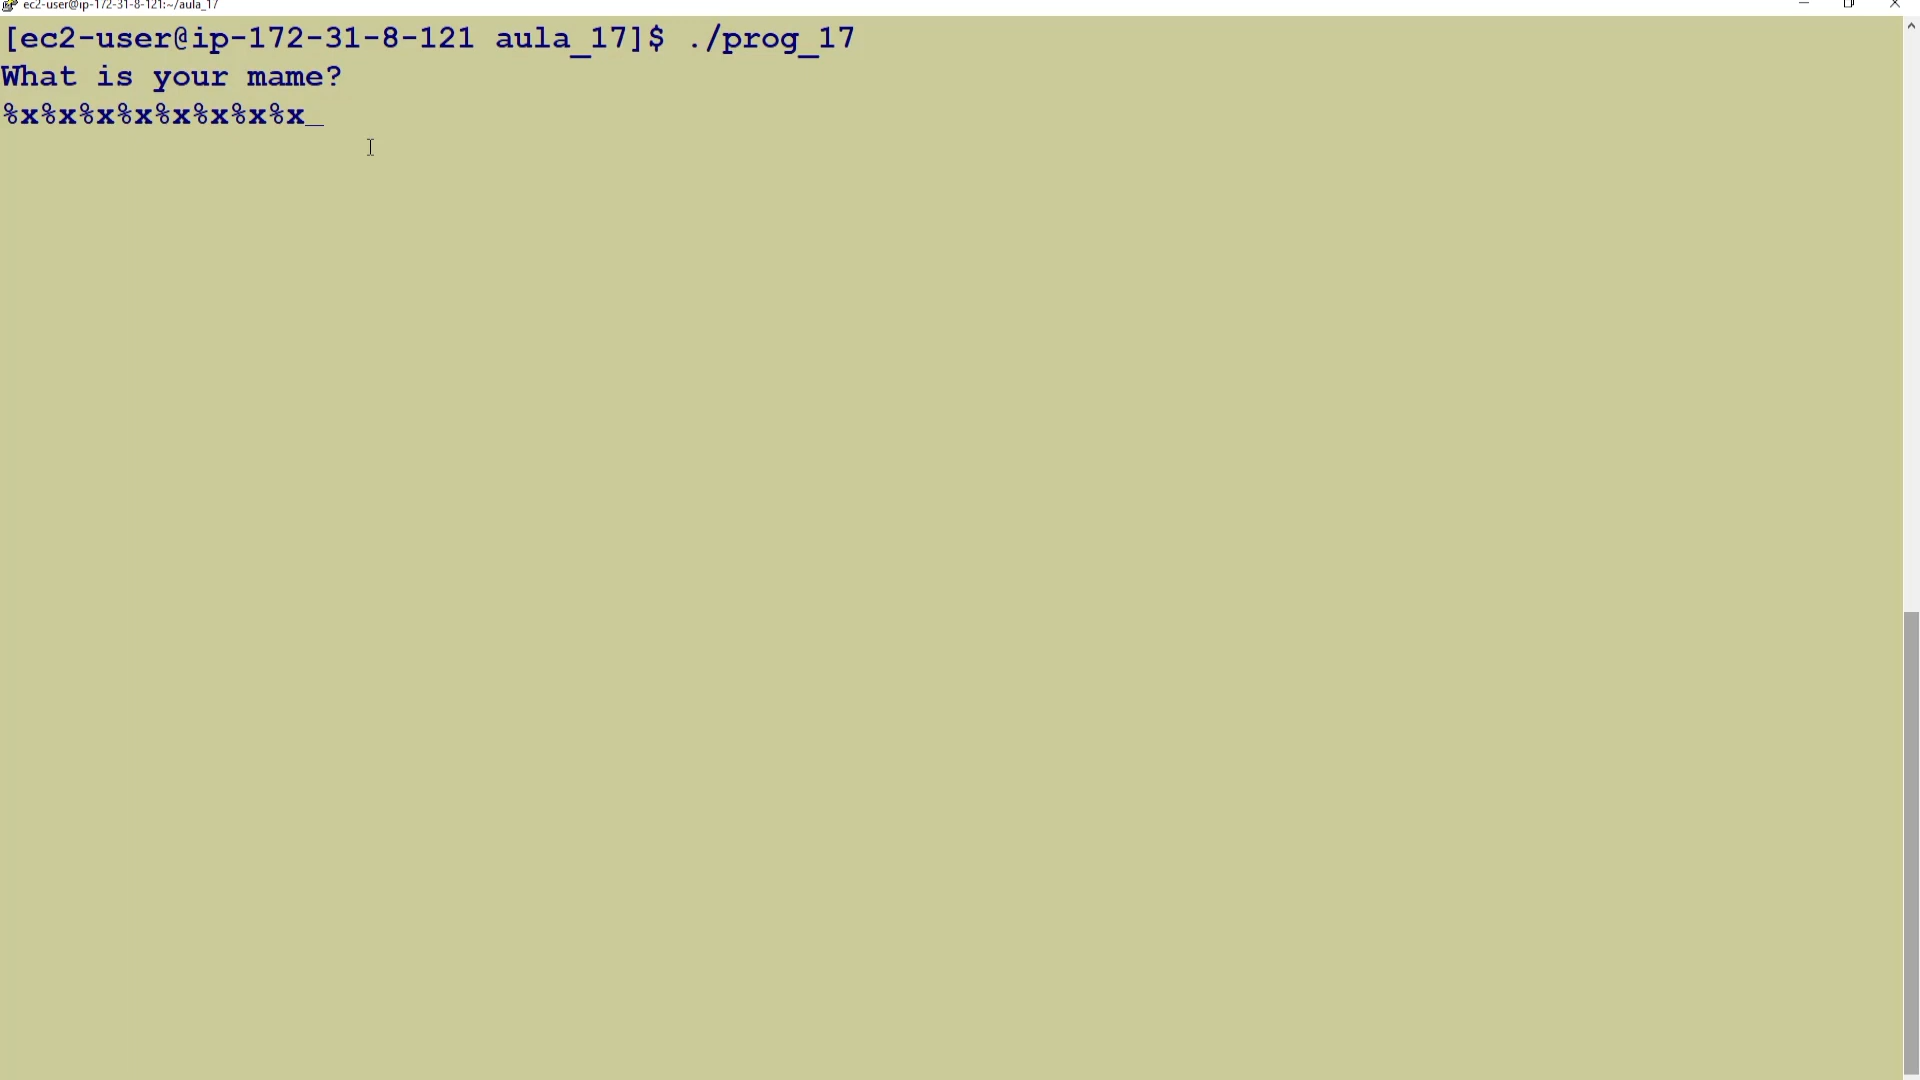 ec2-user@ip-172-31-8-121:~/aula_17
[ec2-user@ip-172-31-8-121 aula_17]$ ./prog_17
What is your mame?
%x%x%x%x%x%x%x%x_